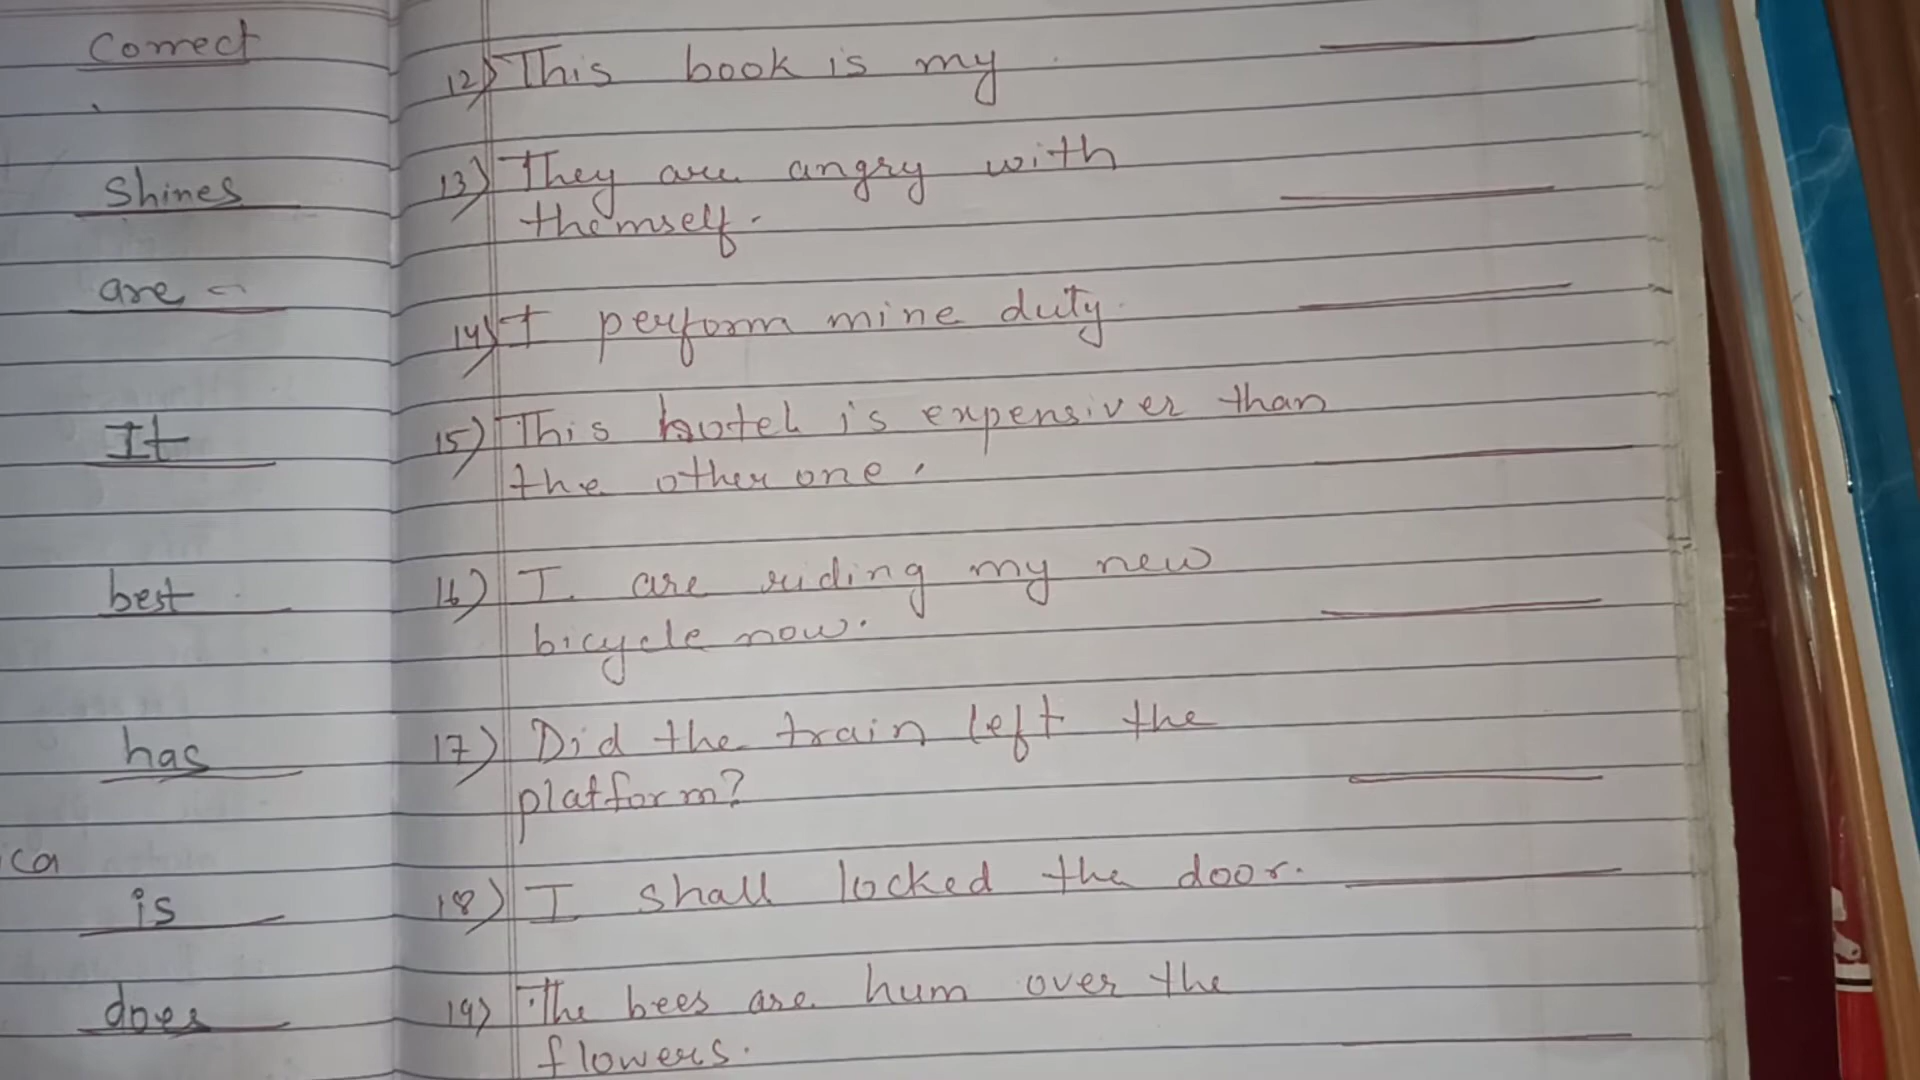 Correct
Shines
are
It
best
has
ca
is
does
12) This book is my
13) They are angry with
themself.
14) I perform mine duty.
15) This hotel is expensiver than
the other one.
16) I are riding my new
bicycle now.
17) Did the train left the
platform?
18) I shall locked the door.
19) The bees are hum over the
flowers.